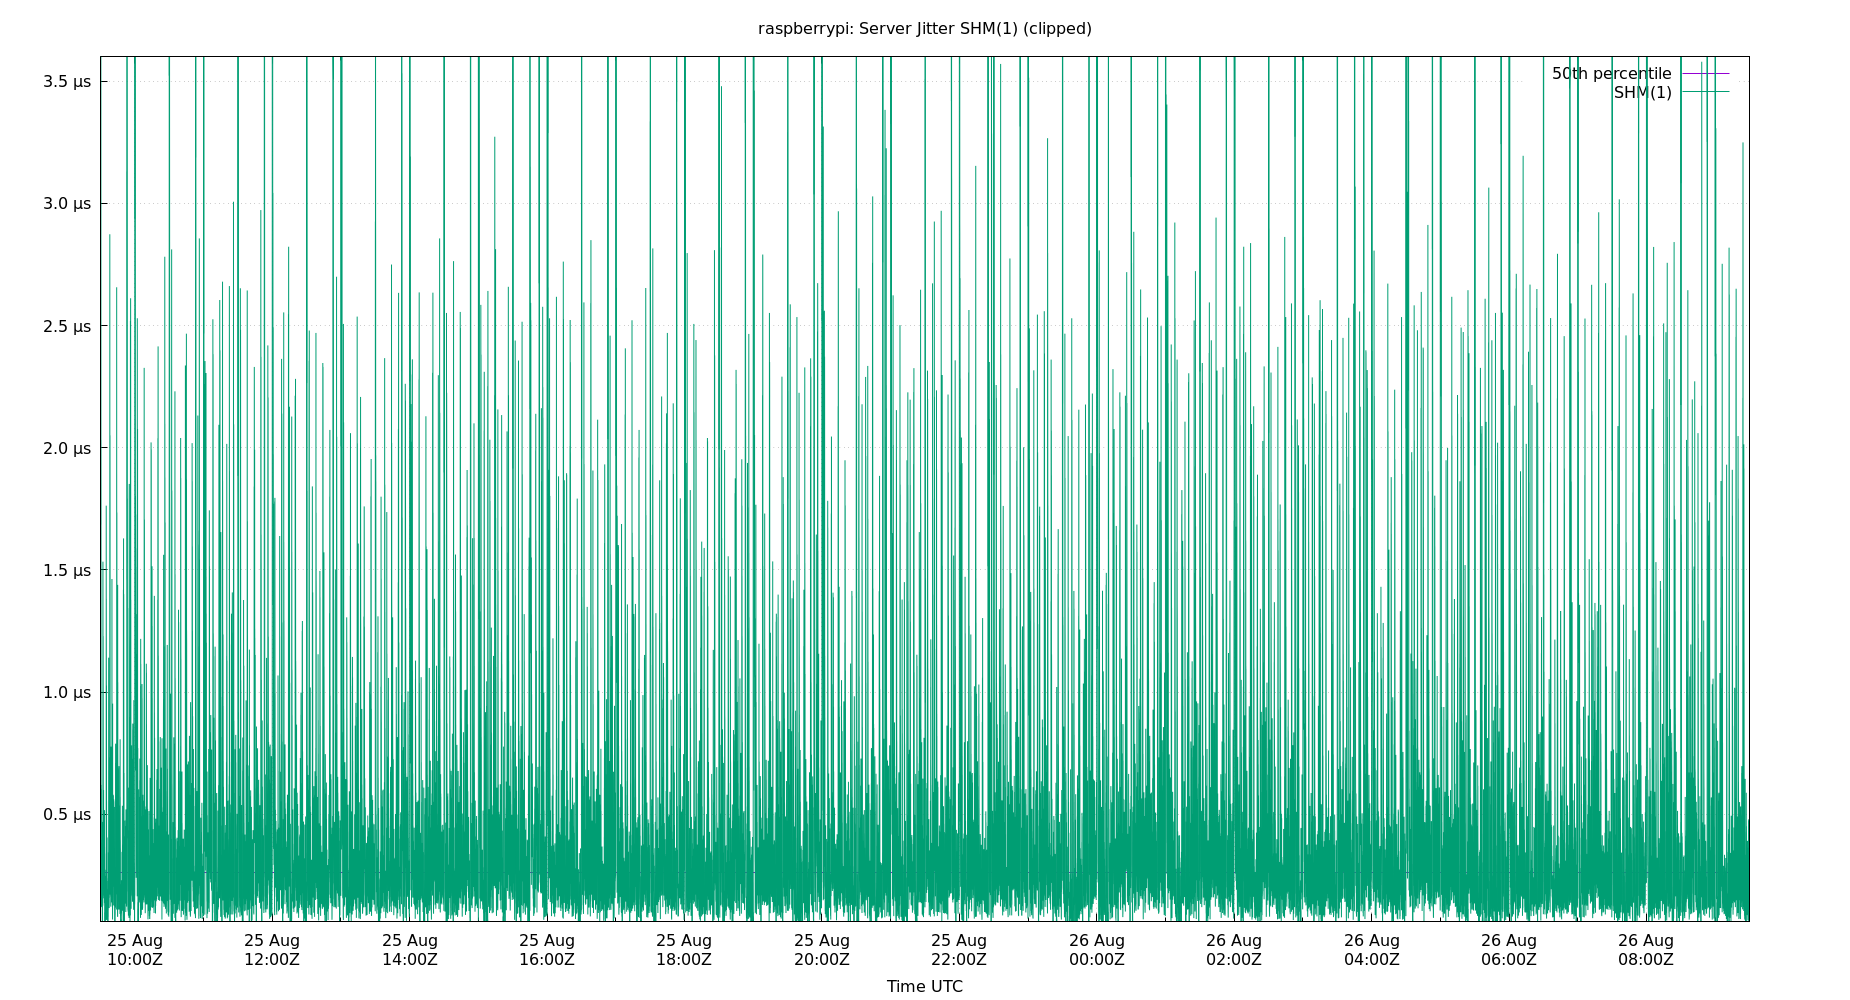 raspberrypi: Server Jitter SHM(1) (clipped)
50th percentile
SHM(1)
3.5 µs
3.0 µs
2.5 µs
2.0 µs
1.5 µs
1.0 µs
0.5 µs
25 Aug 25 Aug 25 Aug 25 Aug 25 Aug 25 Aug 25 Aug 26 Aug 26 Aug 26 Aug 26 Aug 26 Aug
10:00Z 12:00Z 14:00Z 16:00Z 18:00Z 20:00Z 22:00Z 00:00Z 02:00Z 04:00Z 06:00Z 08:00Z
Time UTC